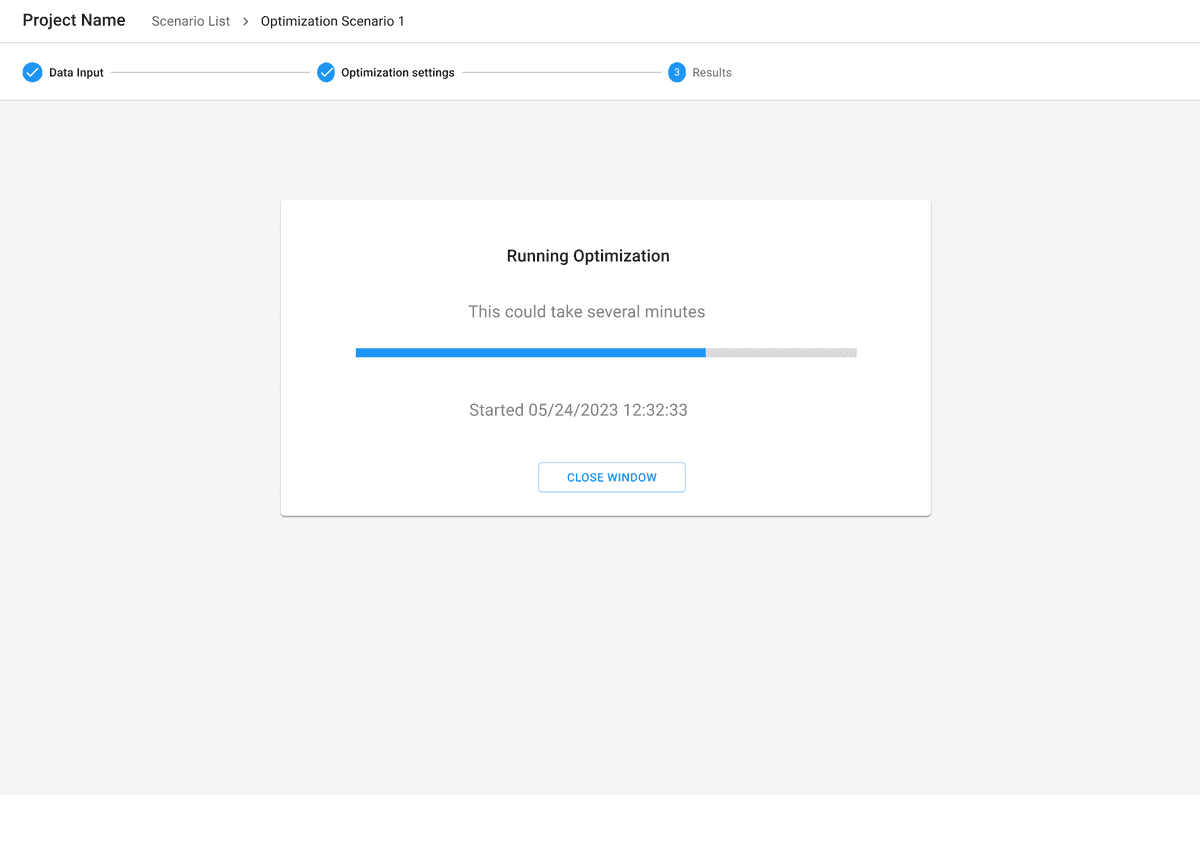 Project Name Scenario List > Optimization Scenario 1
Data Input Optimization settings 3 Results
Running Optimization
This could take several minutes
Started 05/24/2023 12:32:33
CLOSE WINDOW